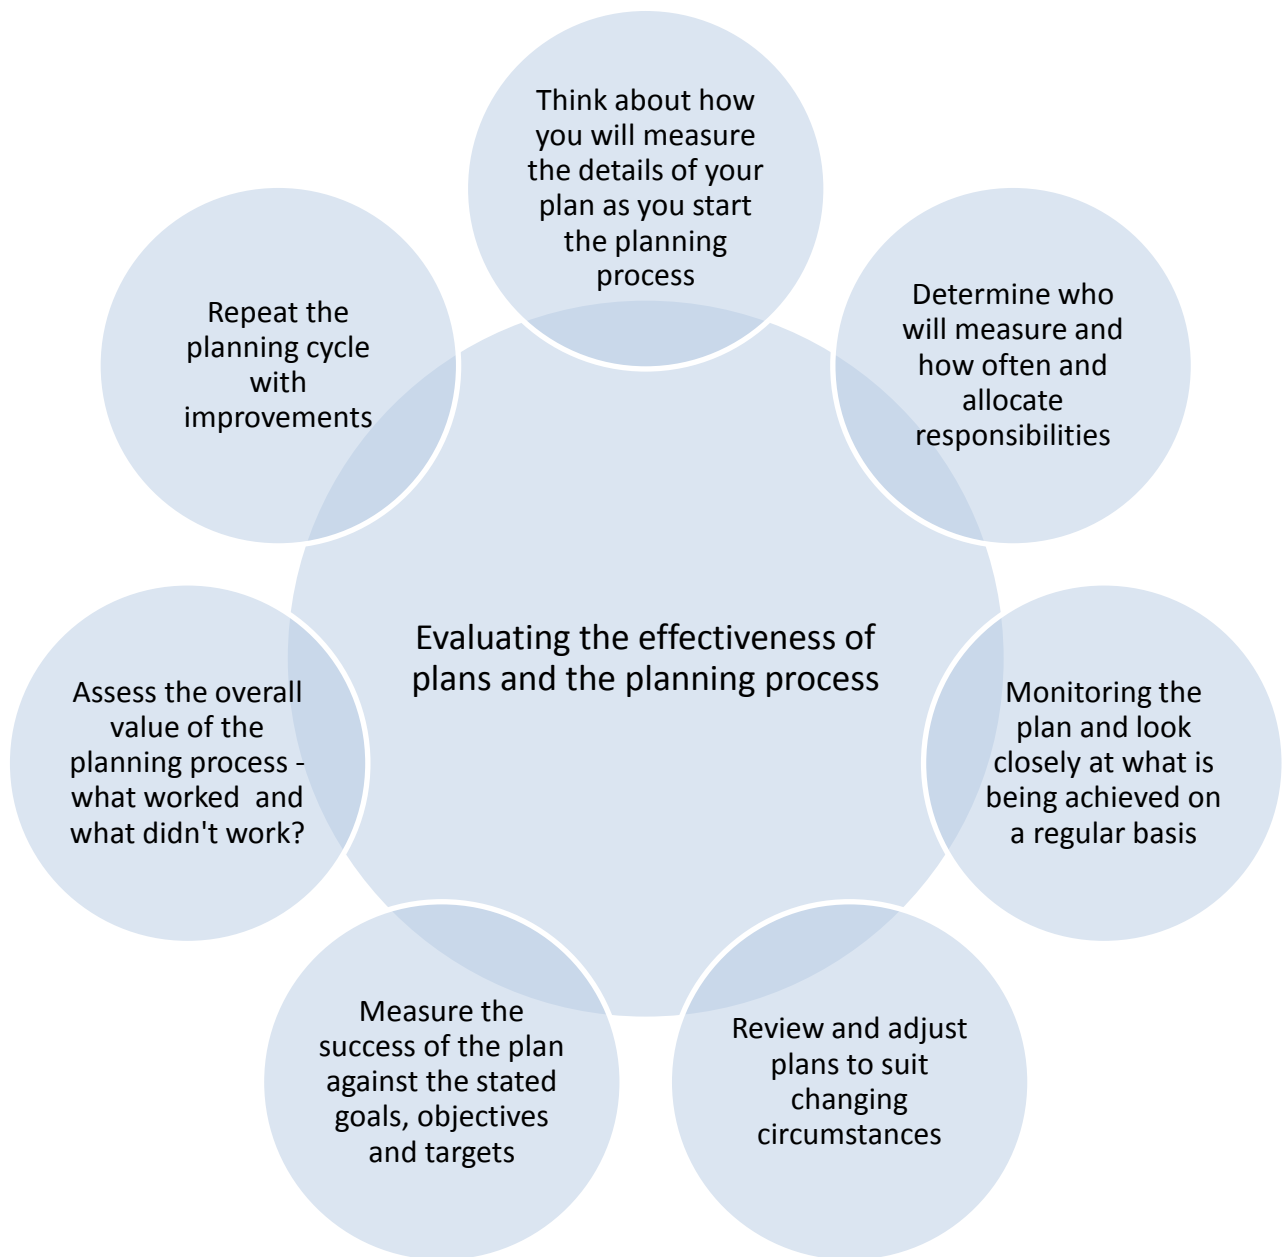 Think about how
you will measure
the details of your
plan as you start
the planning
process
Determine who
will measure and
how often and
allocate
responsibilities
Monitoring the
plan and look
closely at what is
being achieved on
a regular basis
Review and adjust
plans to suit
changing
circumstances
Measure the
success of the plan
against the stated
goals, objectives
and targets
Assess the overall
value of the
planning process -
what worked  and
what didn't work?
Repeat the
planning cycle
with
improvements
Evaluating the effectiveness of
plans and the planning process